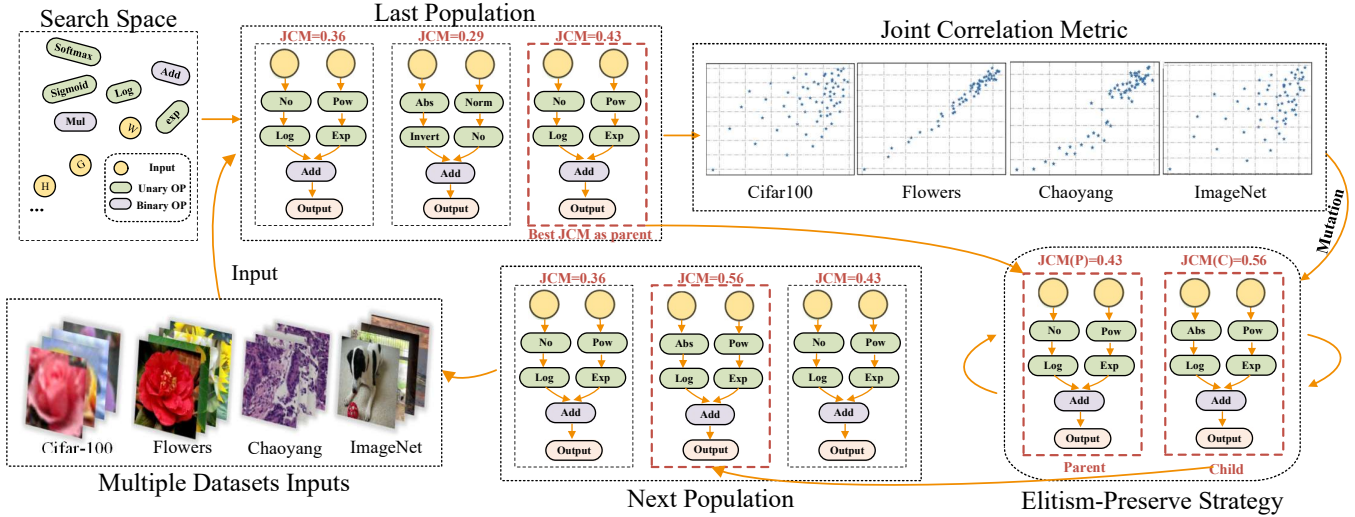 Search Space
Softmax
Add
Sigmoid
Log
exp
Mul
W
G
H
Input
Unary OP
Binary OP
...
Last Population
JCM=0.36
JCM=0.29
JCM=0.43
No
Pow
Abs
Norm
No
Pow
Log
Exp
Invert
No
Log
Exp
Add
Add
Add
Output
Output
Output
Best JCM as parent
Joint Correlation Metric
Cifar100
Flowers
Chaoyang
ImageNet
Mutation
Input
Cifar-100
Flowers
Chaoyang
ImageNet
Multiple Datasets Inputs
JCM=0.36
JCM=0.56
JCM=0.43
No
Pow
Abs
Pow
No
Pow
Log
Exp
Log
Exp
Log
Exp
Add
Add
Add
Output
Output
Output
Next Population
JCM(P)=0.43
JCM(C)=0.56
No
Pow
Abs
Pow
Log
Exp
Log
Exp
Add
Add
Output
Output
Parent
Child
Elitism-Preserve Strategy